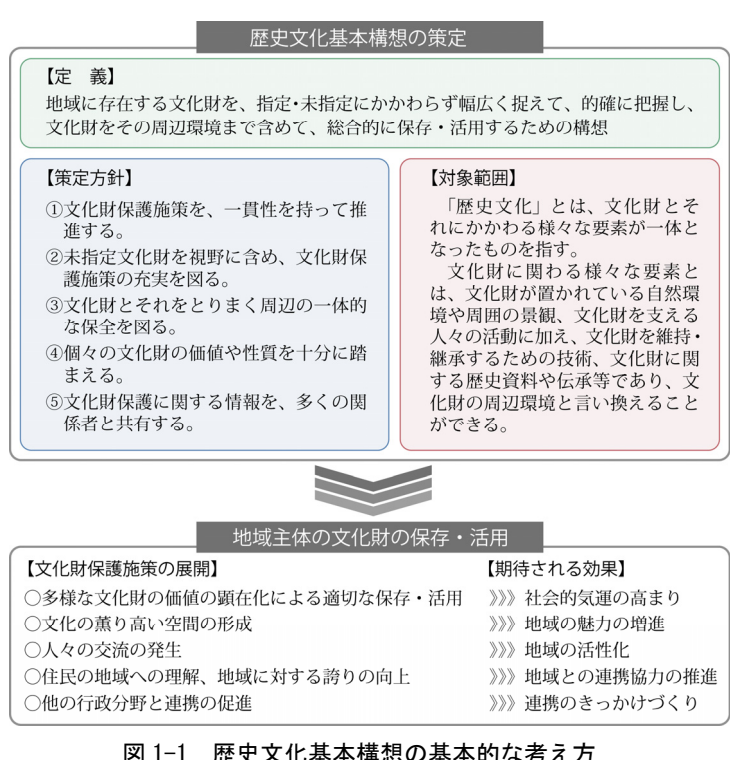 歴史文化基本構想の策定
【定　義】
地域に存在する文化財を、指定・未指定にかかわらず幅広く捉えて、的確に把握し、
文化財をその周辺環境まで含めて、総合的に保存・活用するための構想
【策定方針】
①文化財保護施策を、一貫性を持って推
進する。
②未指定文化財を視野に含め、文化財保
護施策の充実を図る。
③文化財とそれをとりまく周辺の一体的
な保全を図る。
④個々の文化財の価値や性質を十分に踏
まえる。
⑤文化財保護に関する情報を、多くの関
係者と共有する。
【対象範囲】
「歴史文化」とは、文化財とそ
れにかかわる様々な要素が一体と
なったものを指す。
文化財に関わる様々な要素と
は、文化財が置かれている自然環
境や周囲の景観、文化財を支える
人々の活動に加え、文化財を維持・
継承するための技術、文化財に関
する歴史資料や伝承等であり、文
化財の周辺環境と言い換えること
ができる。
地域主体の文化財の保存・活用
【文化財保護施策の展開】
○多様な文化財の価値の顕在化による適切な保存・活用
○文化の薫り高い空間の形成
○人々の交流の発生
○住民の地域への理解、地域に対する誇りの向上
○他の行政分野と連携の促進
【期待される効果】
》》》 社会的気運の高まり
》》》 地域の魅力の増進
》》》 地域の活性化
》》》 地域との連携協力の推進
》》》 連携のきっかけづくり
図 1-1　歴史文化基本構想の基本的な考え方